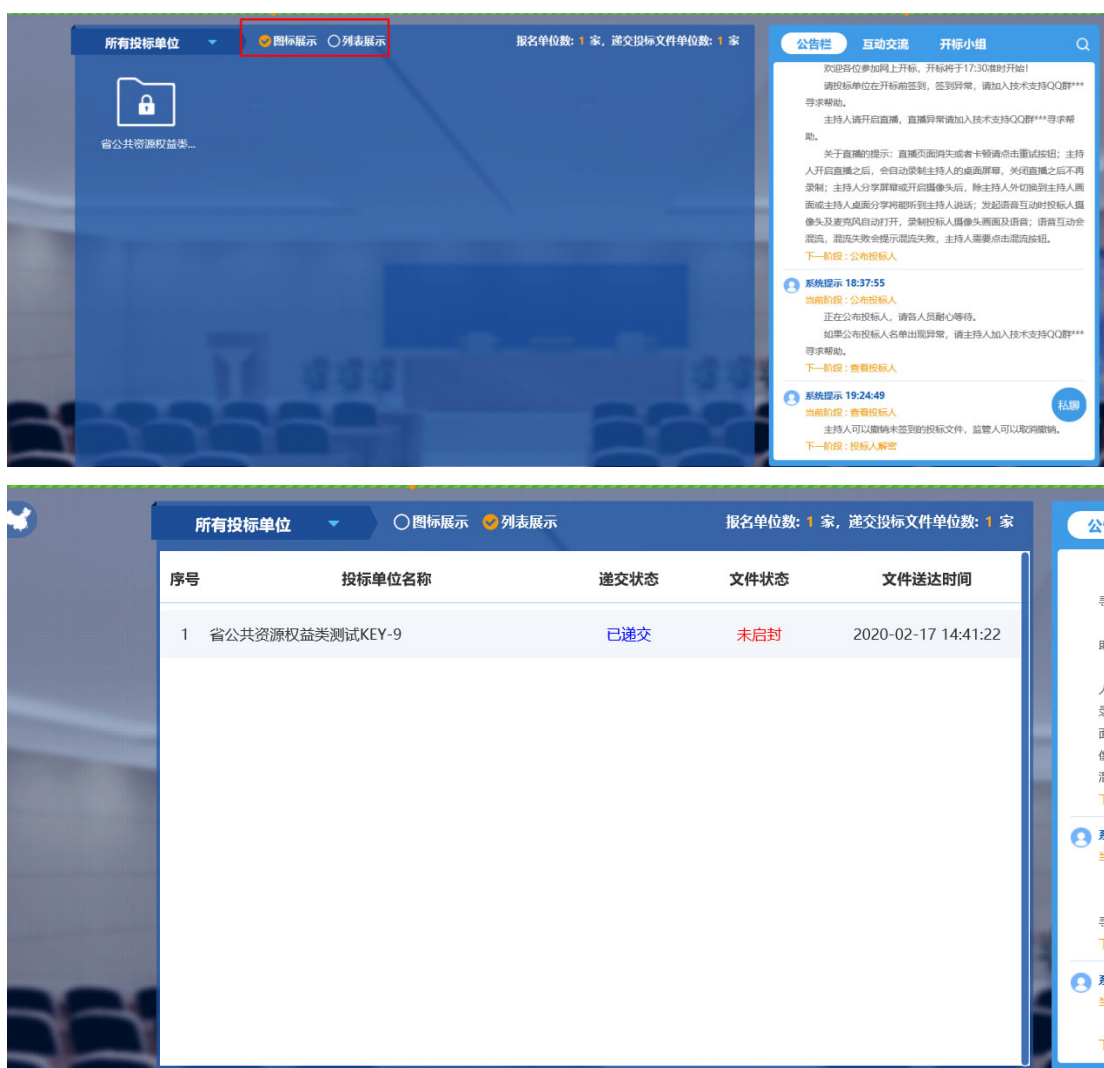 所有投标单位
图标展示 列表展示
报名单位数: 1 家, 递交投标文件单位数: 1 家
省公共资源权益类...
公告栏 互动交流 开标小组
欢迎各位参加网上开标，开标将于17:30准时开始!
请投标单位在开标前签到，签到异常，请加入技术支持QQ群***
寻求帮助。
主持人请开启直播，直播异常请加入技术支持QQ群***寻求帮
助。
关于直播的提示：直播页面消失或者卡顿请点击重试按钮；主持
人开启直播之后，会自动录制主持人的桌面屏幕，关闭直播之后不再
录制；主持人分享屏幕或开启摄像头后，除主持人外切换到主持人画
面或主持人桌面分享将能听到主持人说话；发起语音互动时投标人摄
像头及麦克风自动打开，录制投标人摄像头画面及语音；语音互动会
混流，混流失败会提示混流失败，主持人需要点击混流按钮。
下一阶段 : 公布投标人
系统提示 18:37:55
当前阶段 : 公布投标人
正在公布投标人，请各人员耐心等待。
如果公布投标人名单出现异常，请主持人加入技术支持QQ群***
寻求帮助。
下一阶段 : 查看投标人
系统提示 19:24:49
当前阶段 : 查看投标人
主持人可以撤销未签到的投标文件，监管人可以取消撤销。
下一阶段 : 投标人解密
私聊
所有投标单位
图标展示 列表展示
报名单位数: 1 家, 递交投标文件单位数: 1 家
序号 投标单位名称 递交状态 文件状态 文件送达时间
1 省公共资源权益类测试KEY-9 已递交 未启封 2020-02-17 14:41:22